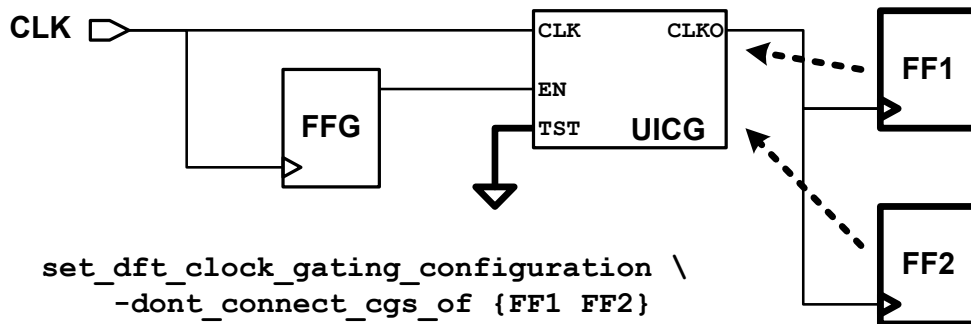 CLK
CLK CLKO
EN
TST UICG
FFG
FF1
FF2
set_dft_clock_gating_configuration \
-dont_connect_cgs_of {FF1 FF2}